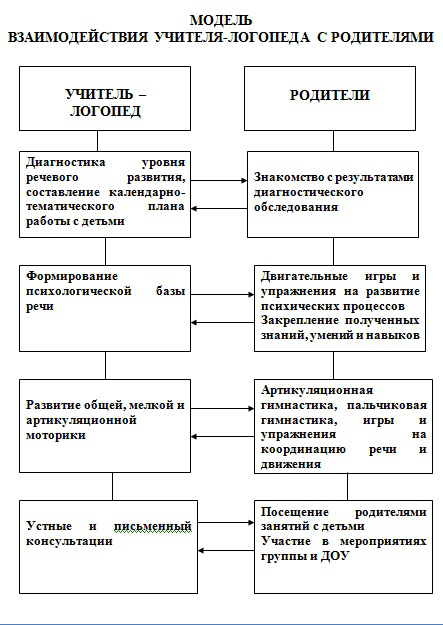 МОДЕЛЬ
ВЗАИМОДЕЙСТВИЯ УЧИТЕЛЯ-ЛОГОПЕДА С РОДИТЕЛЯМИ
УЧИТЕЛЬ –
ЛОГОПЕД
РОДИТЕЛИ
Диагностика уровня
речевого развития,
составление календарно-
тематического плана
работы с детьми
Знакомство с результатами
диагностического
обследования
Формирование
психологической базы
речи
Двигательные игры и
упражнения на развитие
психических процессов
Закрепление полученных
знаний, умений и навыков
Развитие общей, мелкой и
артикуляционной
моторики
Артикуляционная
гимнастика, пальчиковая
гимнастика, игры и
упражнения на
координацию речи и
движения
Устные и письменный
консультации
Посещение родителями
занятий с детьми
Участие в мероприятиях
группы и ДОУ